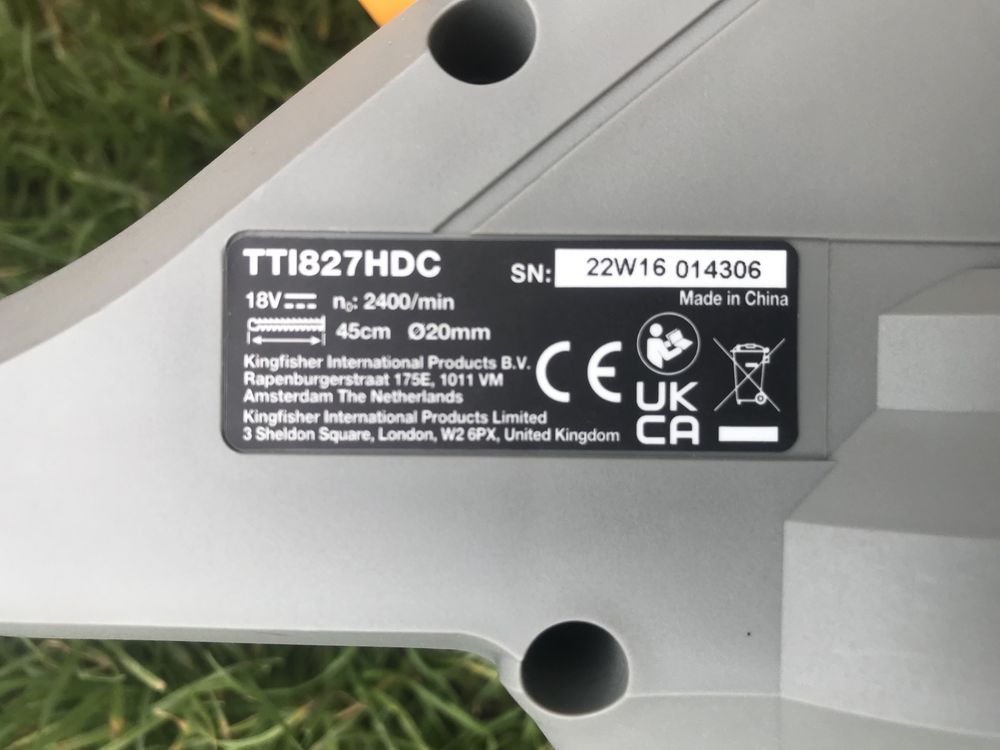 TTI827HDC
SN: 22W16 014306
Made in China
18V n₀: 2400/min
45cm Ø20mm
Kingfisher International Products B.V.
Rapenburgerstraat 175E, 1011 VM
Amsterdam The Netherlands
Kingfisher International Products Limited
3 Sheldon Square, London, W2 6PX, United Kingdom
CE
UK
CA